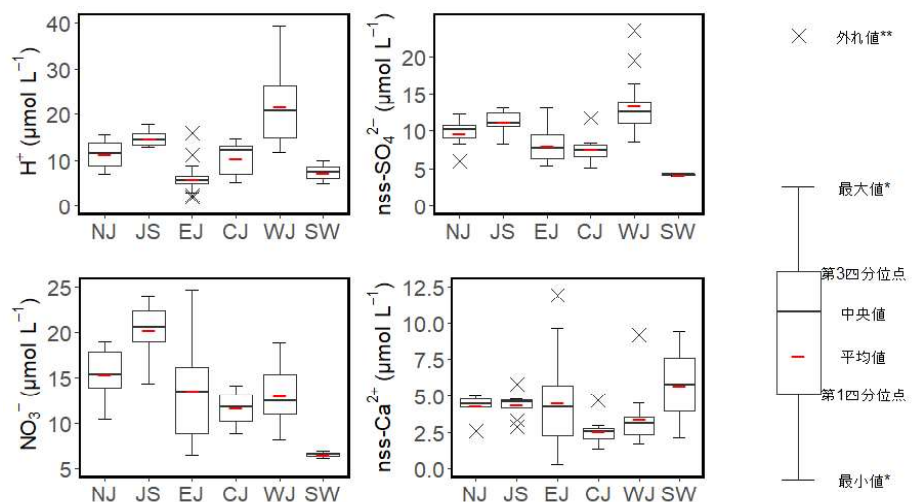 H⁺ (μmol L⁻¹)
40
30
20
10
0
NJ JS EJ CJ WJ SW
nss-SO₄²⁻ (μmol L⁻¹)
20
15
10
5
0
NJ JS EJ CJ WJ SW
NO₃⁻ (μmol L⁻¹)
25
20
15
10
5
NJ JS EJ CJ WJ SW
nss-Ca²⁺ (μmol L⁻¹)
12.5
10.0
7.5
5.0
2.5
0.0
NJ JS EJ CJ WJ SW
外れ値**
最大値*
第3四分位点
中央値
平均値
第1四分位点
最小値*